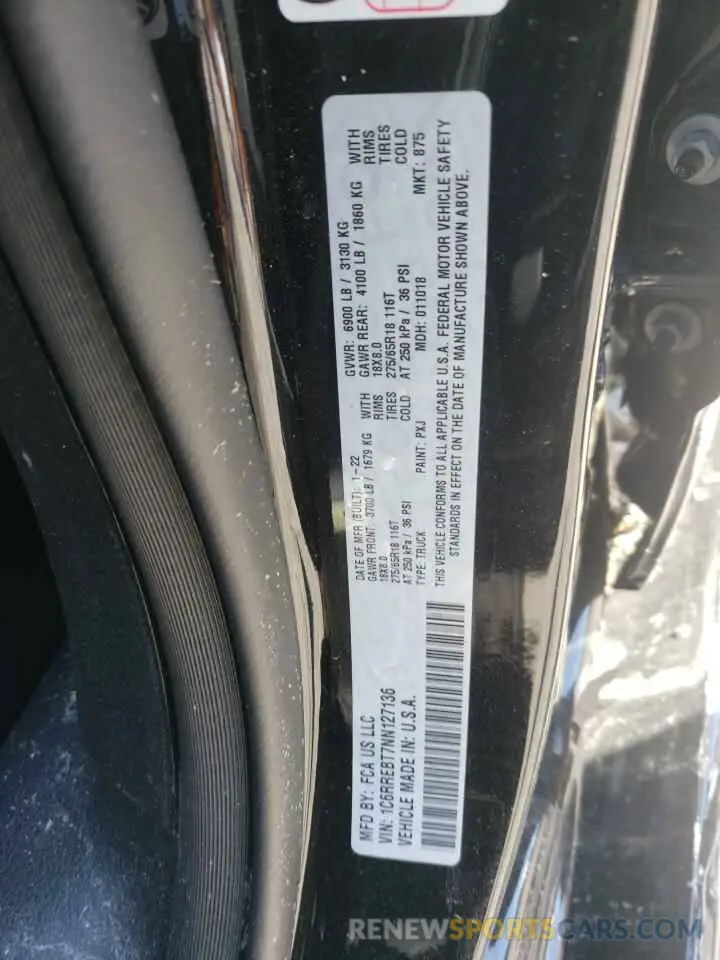 MFD BY: FCA US LLC
VIN: 1C6RREBT7NN127136
VEHICLE MADE IN: U.S.A.
DATE OF MFR (BUILT): 1-22 GVWR: 6900 LB / 3130 KG
GAWR FRONT: 3700 LB / 1679 KG WITH GAWR REAR: 4100 LB / 1860 KG WITH
18X8.0 RIMS 18X8.0 RIMS
275/65R18 116T TIRES 275/65R18 116T TIRES
AT 250 kPa / 36 PSI COLD AT 250 kPa / 36 PSI COLD
TYPE: TRUCK PAINT: PXJ MDH: 011018 MKT: 875
THIS VEHICLE CONFORMS TO ALL APPLICABLE U.S.A. FEDERAL MOTOR VEHICLE SAFETY
STANDARDS IN EFFECT ON THE DATE OF MANUFACTURE SHOWN ABOVE.
RENEWSPORTSCARS.COM